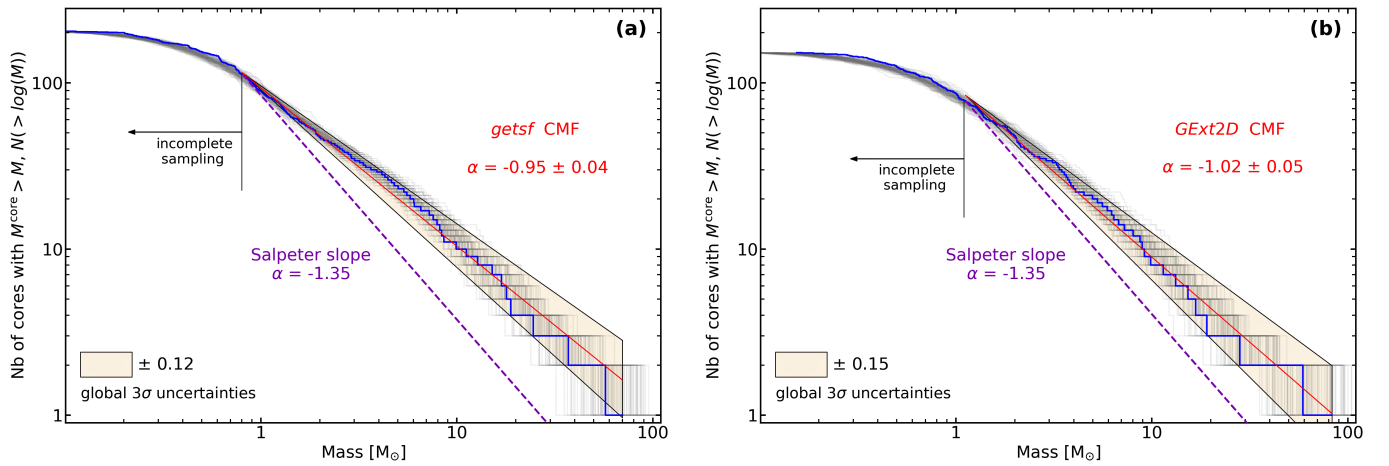 (a)
Nb of cores with M^core > M, N(> log(M))
100
10
1
incomplete
sampling
getsf CMF
α = -0.95 ± 0.04
Salpeter slope
α = -1.35
± 0.12
global 3σ uncertainties
1
10
100
Mass [M⊙]
(b)
Nb of cores with M^core > M, N(> log(M))
100
10
1
incomplete
sampling
GExt2D CMF
α = -1.02 ± 0.05
Salpeter slope
α = -1.35
± 0.15
global 3σ uncertainties
1
10
100
Mass [M⊙]